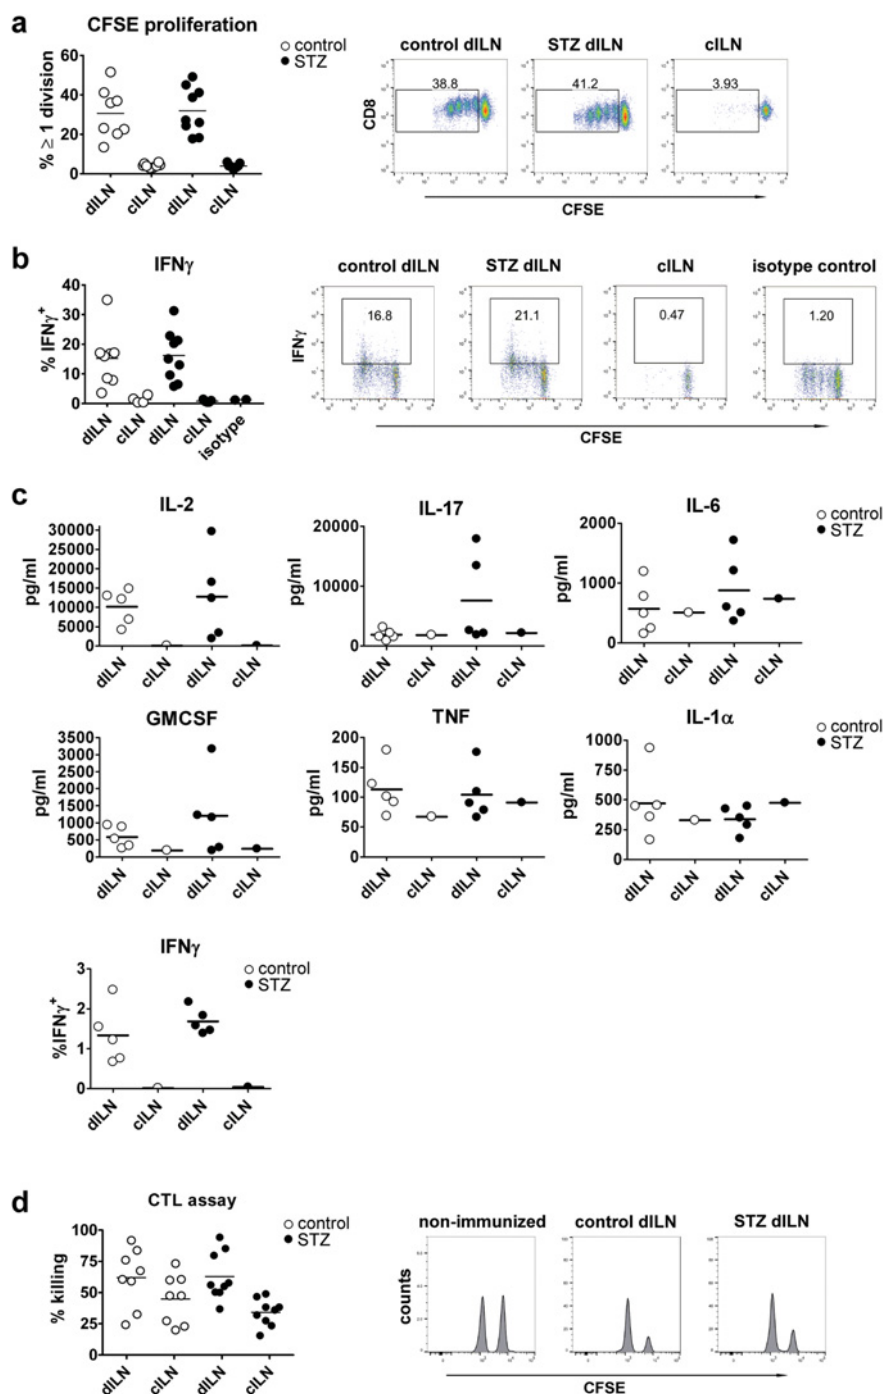 a
CFSE proliferation
control
STZ
% ≥ 1 division
60
40
20
0
dILN cILN dILN cILN
control dILN STZ dILN cILN
38.8 41.2 3.93
CD8
CFSE
b
IFNγ
% IFNγ+
40
30
20
10
0
dILN cILN dILN cILN isotype
control dILN STZ dILN cILN isotype control
16.8 21.1 0.47 1.20
IFNγ
CFSE
c
IL-2
pg/ml
30000
25000
20000
15000
10000
5000
0
dILN cILN dILN cILN
IL-17
pg/ml
20000
10000
0
dILN cILN dILN cILN
IL-6
pg/ml
2000
1000
0
dILN cILN dILN cILN
control
STZ
GMCSF
pg/ml
3500
3000
2500
2000
1500
1000
500
0
dILN cILN dILN cILN
TNF
pg/ml
200
150
100
50
0
dILN cILN dILN cILN
IL-1α
pg/ml
1000
750
500
250
0
dILN cILN dILN cILN
control
STZ
IFNγ
%IFNγ+
3
2
1
0
dILN cILN dILN cILN
control
STZ
d
CTL assay
% killing
100
75
50
25
0
dILN cILN dILN cILN
control
STZ
non-immunized control dILN STZ dILN
counts
CFSE